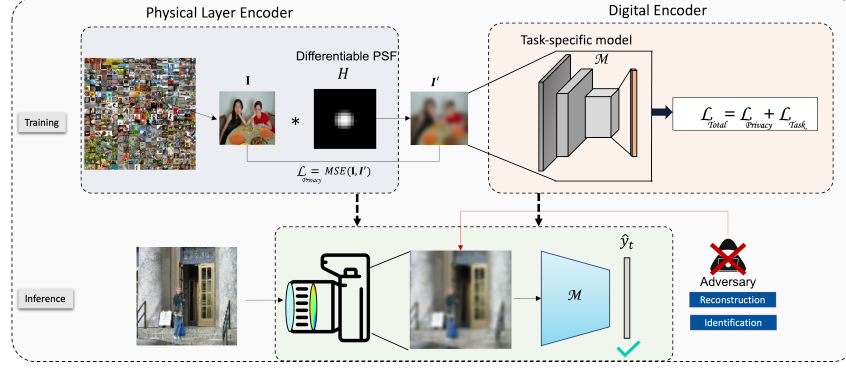 Physical Layer Encoder
Digital Encoder
Differentiable PSF
H
Task-specific model
M
I
I′
*
Training
ℒ_Privacy = MSE(I, I′)
ℒ_Total = ℒ_Privacy + ℒ_Task
ŷ_t
M
Inference
Adversary
Reconstruction
Identification